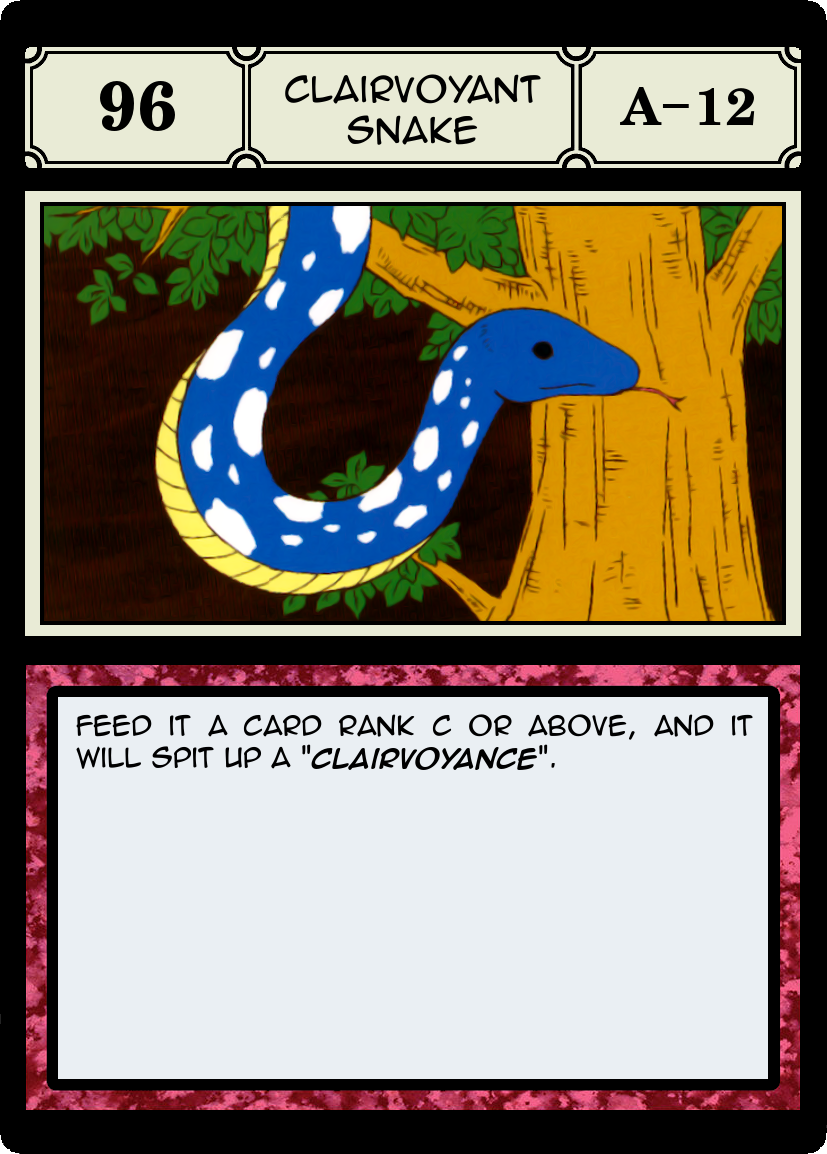 96
CLAIRVOYANT
SNAKE
A-12
FEED IT A CARD RANK C OR ABOVE, AND IT
WILL SPIT UP A "CLAIRVOYANCE".